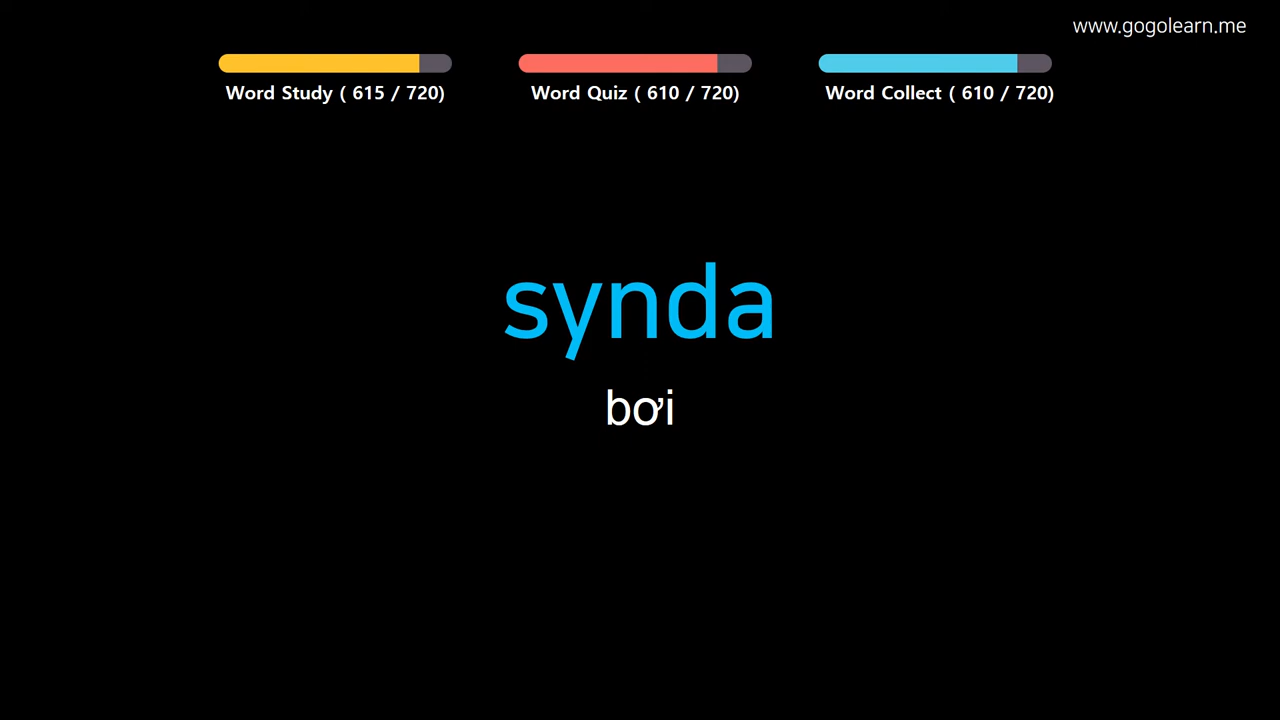 www.gogolearn.me
Word Study ( 615 / 720)
Word Quiz ( 610 / 720)
Word Collect ( 610 / 720)
synda
bơi